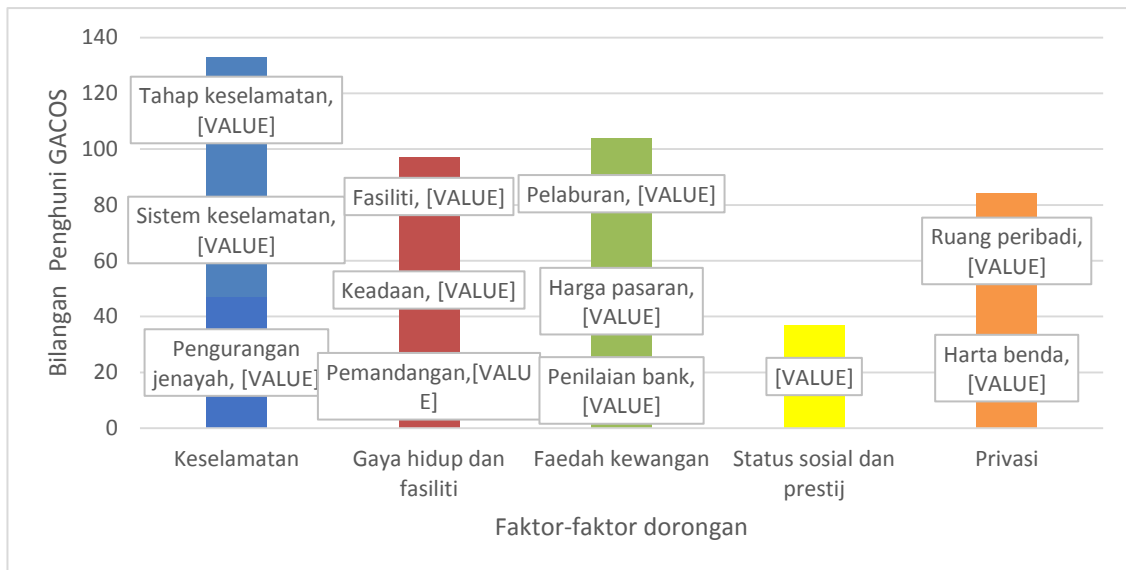 140
120
100
80
60
40
20
0
Bilangan Penghuni GACOS
Tahap keselamatan,
[VALUE]
Sistem keselamatan,
[VALUE]
Pengurangan
jenayah, [VALUE]
Fasiliti, [VALUE]
Keadaan, [VALUE]
Pemandangan,[VALU
E]
Pelaburan, [VALUE]
Harga pasaran,
[VALUE]
Penilaian bank,
[VALUE]
[VALUE]
Ruang peribadi,
[VALUE]
Harta benda,
[VALUE]
Keselamatan
Gaya hidup dan
fasiliti
Faedah kewangan
Status sosial dan
prestij
Privasi
Faktor-faktor dorongan